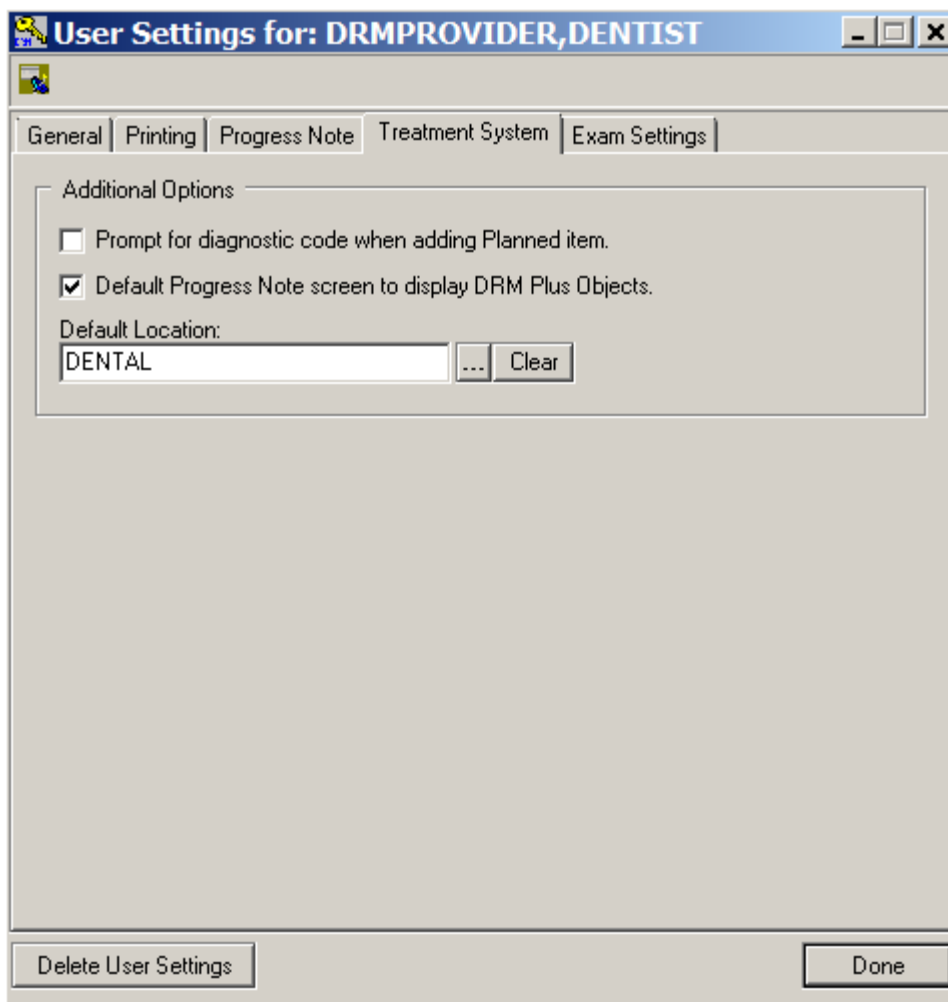 User Settings for: DRMPROVIDER,DENTIST
General Printing Progress Note Treatment System Exam Settings
Additional Options
Prompt for diagnostic code when adding Planned item.
Default Progress Note screen to display DRM Plus Objects.
Default Location:
DENTAL ... Clear
Delete User Settings Done